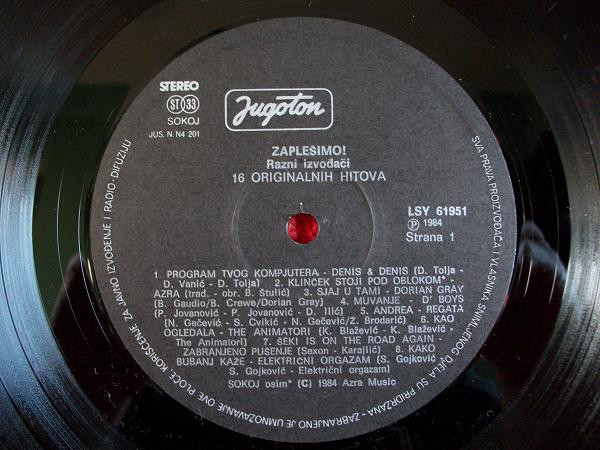 STEREO
ST 33
SOKOJ
JUS. N. N4 201
Jugoton
ZAPLEŠIMO!
Razni izvođači
16 ORIGINALNIH HITOVA
LSY 61951
Ⓟ 1984
Strana 1
1. PROGRAM TVOG KOMPJUTERA - DENIS & DENIS (D. Tolja -
D. Vanić - D. Tolja) 2. KLINČEK STOJI POD OBLOKOM* -
AZRA (trad. - obr. B. Štulić) 3. SJAJ U TAMI - DORIAN GRAY
(B. Gaudio/B. Crewe/Dorian Gray) 4. MUVANJE - D' BOYS
(P. Jovanović - P. Jovanović - D. Ilić) 5. ANDREA - REGATA
(N. Gečević - S. Cvikić - N. Gečević/Z. Brodarić) 6. KAO
OGLEDALA - THE ANIMATORI (K. Blažević - K. Blažević -
The Animatori) 7. ŠEKI IS ON THE ROAD AGAIN -
ZABRANJENO PUŠENJE (Saxon - Karajlić) 8. KAKO
BUBANJ KAŽE - ELEKTRIČNI ORGAZAM (S. Gojković -
S. Gojković - Električni orgazam)
SOKOJ osim* (C) 1984 Azra Music
SVA PRAVA PROIZVOĐAČA I VLASNIKA SNIMLJENOG DJELA SU PRIDRŽANA - ZABRANJENO JE UMNOŽAVANJE OVE PLOČE, KORIŠĆENJE ZA JAVNO IZVOĐENJE I RADIO-DIFUZIJU